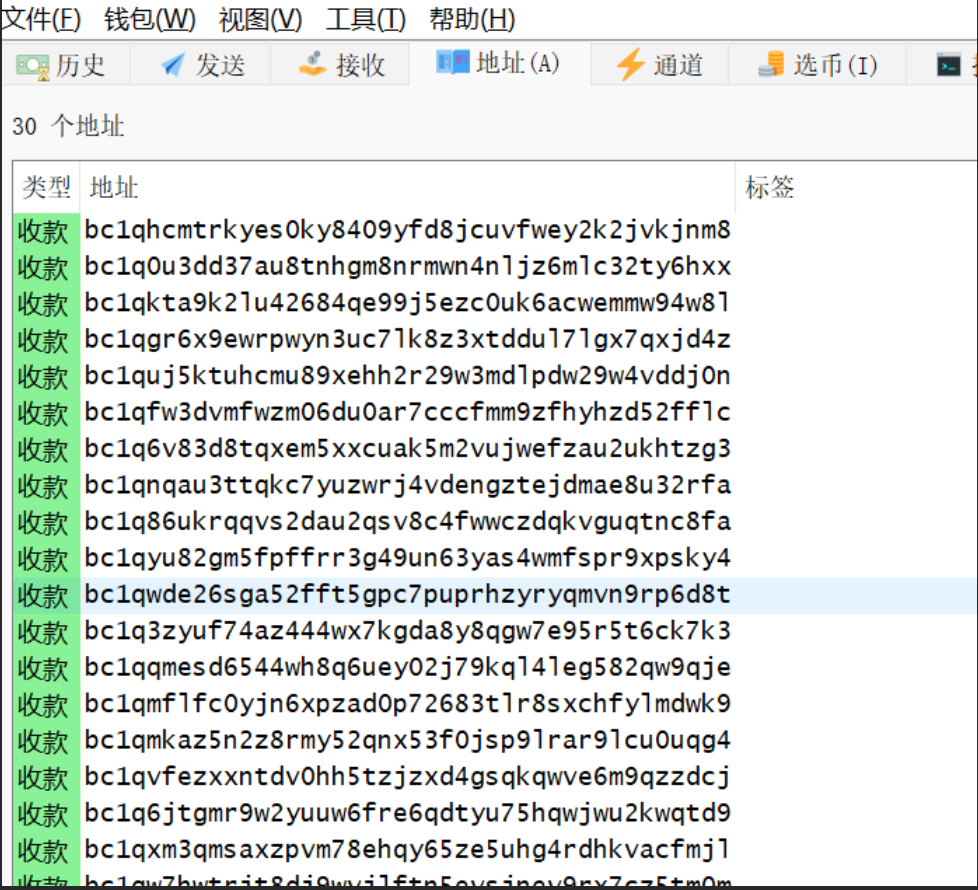 文件(F) 钱包(W) 视图(V) 工具(T) 帮助(H)
历史 发送 接收 地址(A) 通道 选币(I)
30 个地址
类型 地址 标签
收款 bc1qhcmtrkyes0ky8409yfd8jcuvfwey2k2jvkjnm8
收款 bc1q0u3dd37au8tnhgm8nrmwn4nljz6mlc32ty6hxx
收款 bc1qkta9k2lu42684qe99j5ezc0uk6acwemmw94w8l
收款 bc1qgr6x9ewrpwyn3uc7lk8z3xtddul7lgx7qxjd4z
收款 bc1quj5ktuhcmu89xehh2r29w3mdlpdw29w4vddj0n
收款 bc1qfw3dvmfwzm06du0ar7cccfmm9zfhyhzd52fflc
收款 bc1q6v83d8tqxem5xxcuak5m2vujwefzau2ukhtzg3
收款 bc1qnqau3ttqkc7yuzwrj4vdengztejdmae8u32rfa
收款 bc1q86ukrqqvs2dau2qsv8c4fwwczdqkvguqtnc8fa
收款 bc1qyu82gm5fpffrr3g49un63yas4wmfspr9xpsky4
收款 bc1qwde26sga52fft5gpc7puprhzyryqmvn9rp6d8t
收款 bc1q3zyuf74az444wx7kgda8y8qgw7e95r5t6ck7k3
收款 bc1qqmesd6544wh8q6uey02j79kql4leg582qw9qje
收款 bc1qmflfc0yjn6xpzad0p72683tlr8sxchfylmdwk9
收款 bc1qmkaz5n2z8rmy52qnx53f0jsp9lrar9lcu0uqg4
收款 bc1qvfezxxntdv0hh5tzjzxd4gsqkqwve6m9qzzdcj
收款 bc1q6jtgmr9w2yuuw6fre6qdtyu75hqwjwu2kwqtd9
收款 bc1qxm3qmsaxzpvm78ehqy65ze5uhg4rdhkvacfmjl
收款